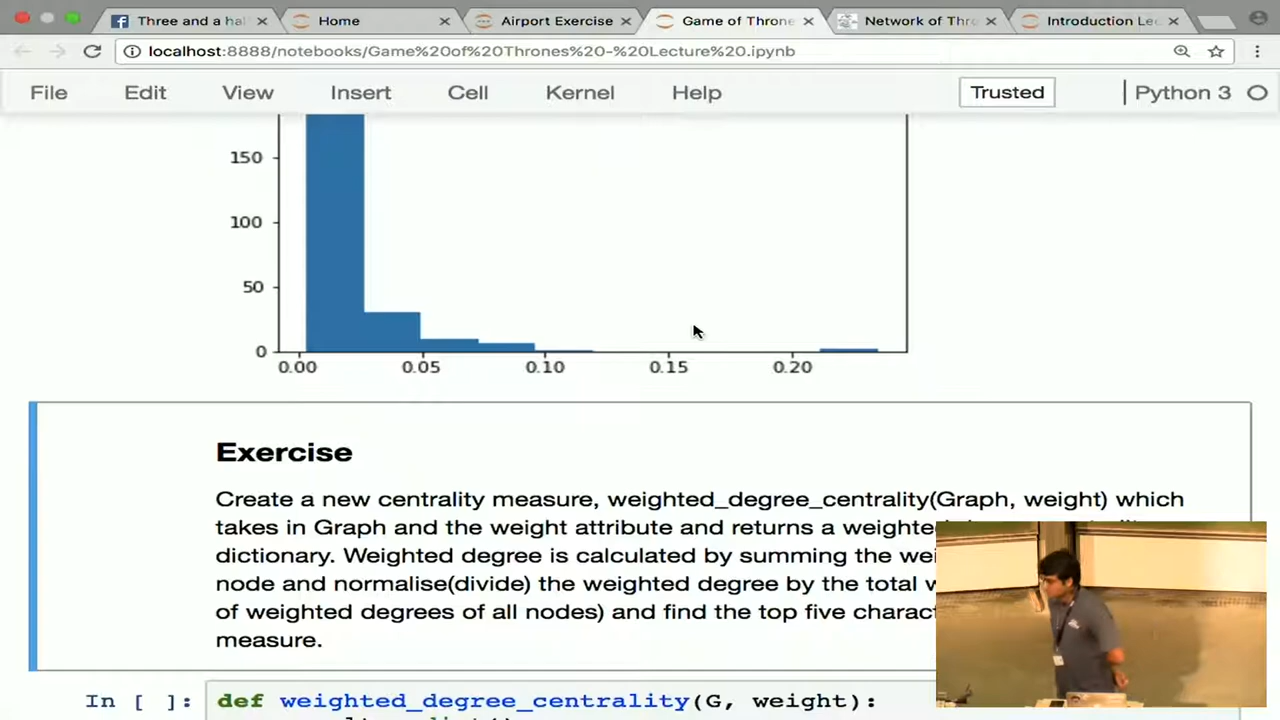 Three and a ha
Home
Airport Exercise
Game of Throne
Network of Thr
Introduction Le
localhost:8888/notebooks/Game%20of%20Thrones%20-%20Lecture%20.ipynb
File Edit View Insert Cell Kernel Help Trusted Python 3
150
100
50
0
0.00 0.05 0.10 0.15 0.20
Exercise
Create a new centrality measure, weighted_degree_centrality(Graph, weight) which
takes in Graph and the weight attribute and returns a weighted
dictionary. Weighted degree is calculated by summing the wei
node and normalise(divide) the weighted degree by the total w
of weighted degrees of all nodes) and find the top five charact
measure.
In [ ]: def weighted_degree_centrality(G, weight):